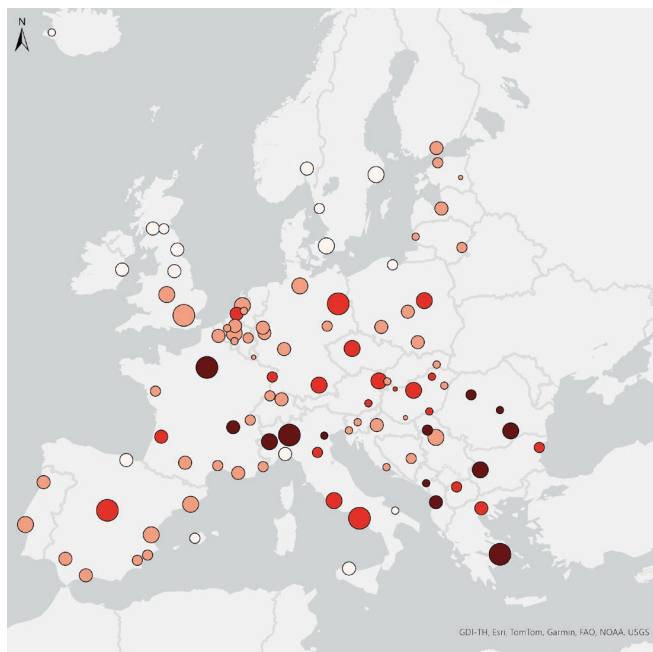 N
GDI-TH, Esri, TomTom, Garmin, FAO, NOAA, USGS